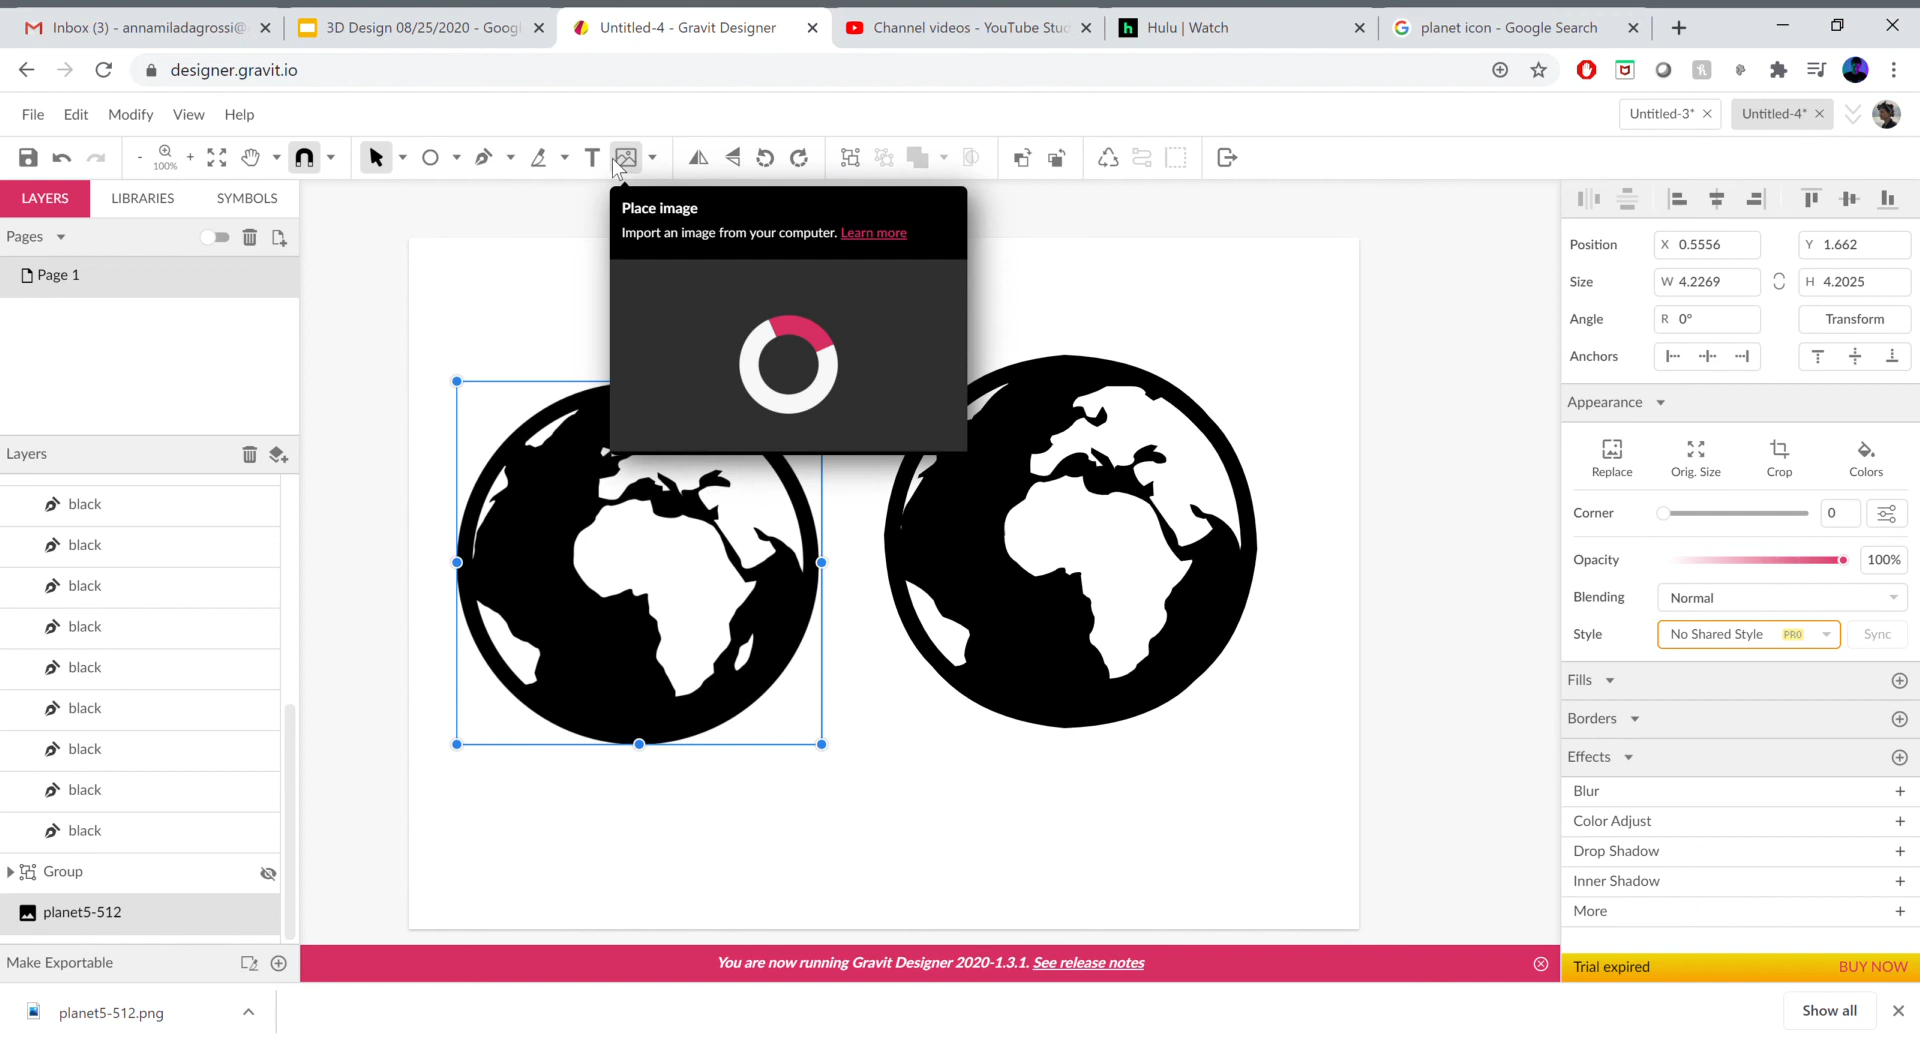 Inbox (3) - annamiladagrossi@
3D Design 08/25/2020 - Googl
Untitled-4 - Gravit Designer
Channel videos - YouTube Stud
Hulu | Watch
planet icon - Google Search
designer.gravit.io
File Edit Modify View Help
Untitled-3*
Untitled-4*
100%
LAYERS LIBRARIES SYMBOLS
Pages
Page 1
Layers
black
black
black
black
black
black
black
black
black
Group
planet5-512
Make Exportable
Place image
Import an image from your computer. Learn more
Position X 0.5556 Y 1.662
Size W 4.2269 H 4.2025
Angle R 0° Transform
Anchors
Appearance
Replace Orig. Size Crop Colors
Corner 0
Opacity 100%
Blending Normal
Style No Shared Style PRO Sync
Fills
Borders
Effects
Blur
Color Adjust
Drop Shadow
Inner Shadow
More
You are now running Gravit Designer 2020-1.3.1. See release notes
Trial expired BUY NOW
planet5-512.png
Show all